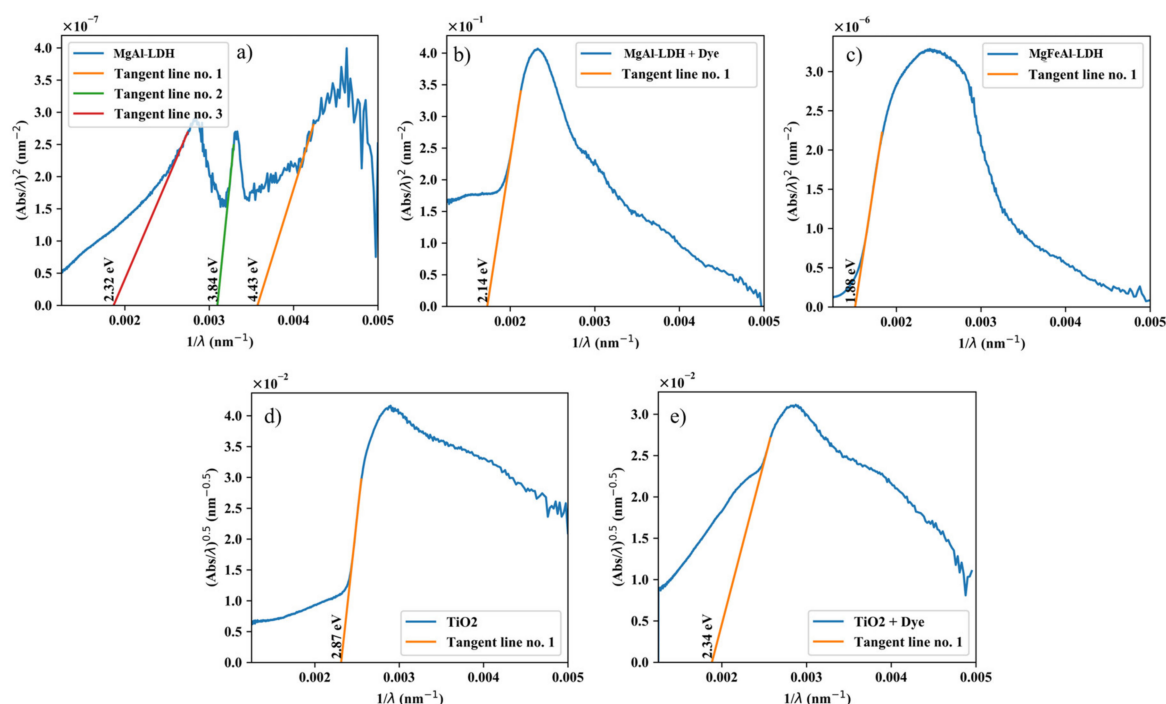 ×10⁻⁷
a)
MgAl-LDH
Tangent line no. 1
Tangent line no. 2
Tangent line no. 3
4.0
3.5
3.0
2.5
2.0
1.5
1.0
0.5
0.0
(Abs/λ)² (nm⁻²)
2.32 eV
3.84 eV
4.43 eV
0.002
0.003
0.004
0.005
1/λ (nm⁻¹)
×10⁻¹
b)
MgAl-LDH + Dye
Tangent line no. 1
4.0
3.5
3.0
2.5
2.0
1.5
1.0
0.5
0.0
(Abs/λ)² (nm⁻²)
2.14 eV
0.002
0.003
0.004
0.005
1/λ (nm⁻¹)
×10⁻⁶
c)
MgFeAl-LDH
Tangent line no. 1
3.0
2.5
2.0
1.5
1.0
0.5
0.0
(Abs/λ)² (nm⁻²)
1.88 eV
0.002
0.003
0.004
0.005
1/λ (nm⁻¹)
×10⁻²
d)
4.0
3.5
3.0
2.5
2.0
1.5
1.0
0.5
0.0
(Abs/λ)⁰·⁵ (nm⁻⁰·⁵)
2.87 eV
TiO2
Tangent line no. 1
0.002
0.003
0.004
0.005
1/λ (nm⁻¹)
×10⁻²
e)
3.0
2.5
2.0
1.5
1.0
0.5
0.0
(Abs/λ)⁰·⁵ (nm⁻⁰·⁵)
2.34 eV
TiO2 + Dye
Tangent line no. 1
0.002
0.003
0.004
0.005
1/λ (nm⁻¹)